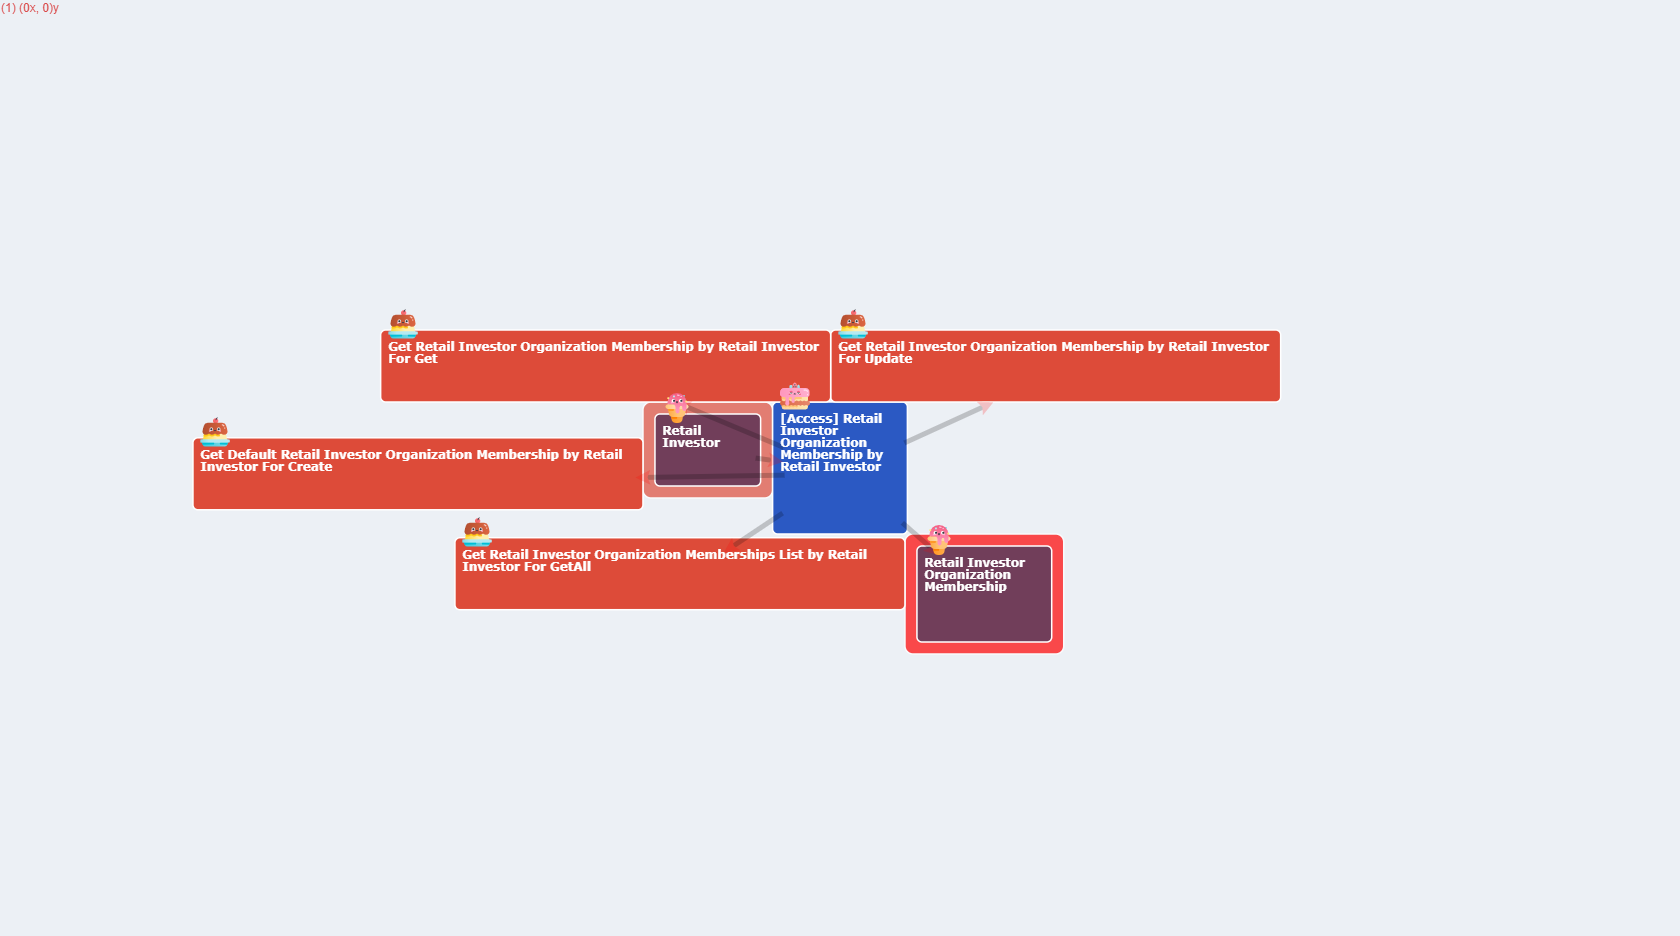 (1) (0x, 0)y
Get Retail Investor Organization Membership by Retail Investor
For Get
Get Retail Investor Organization Membership by Retail Investor
For Update
[Access] Retail
Investor
Organization
Membership by
Retail Investor
Retail
Investor
Get Default Retail Investor Organization Membership by Retail
Investor For Create
Get Retail Investor Organization Memberships List by Retail
Investor For GetAll
Retail Investor
Organization
Membership